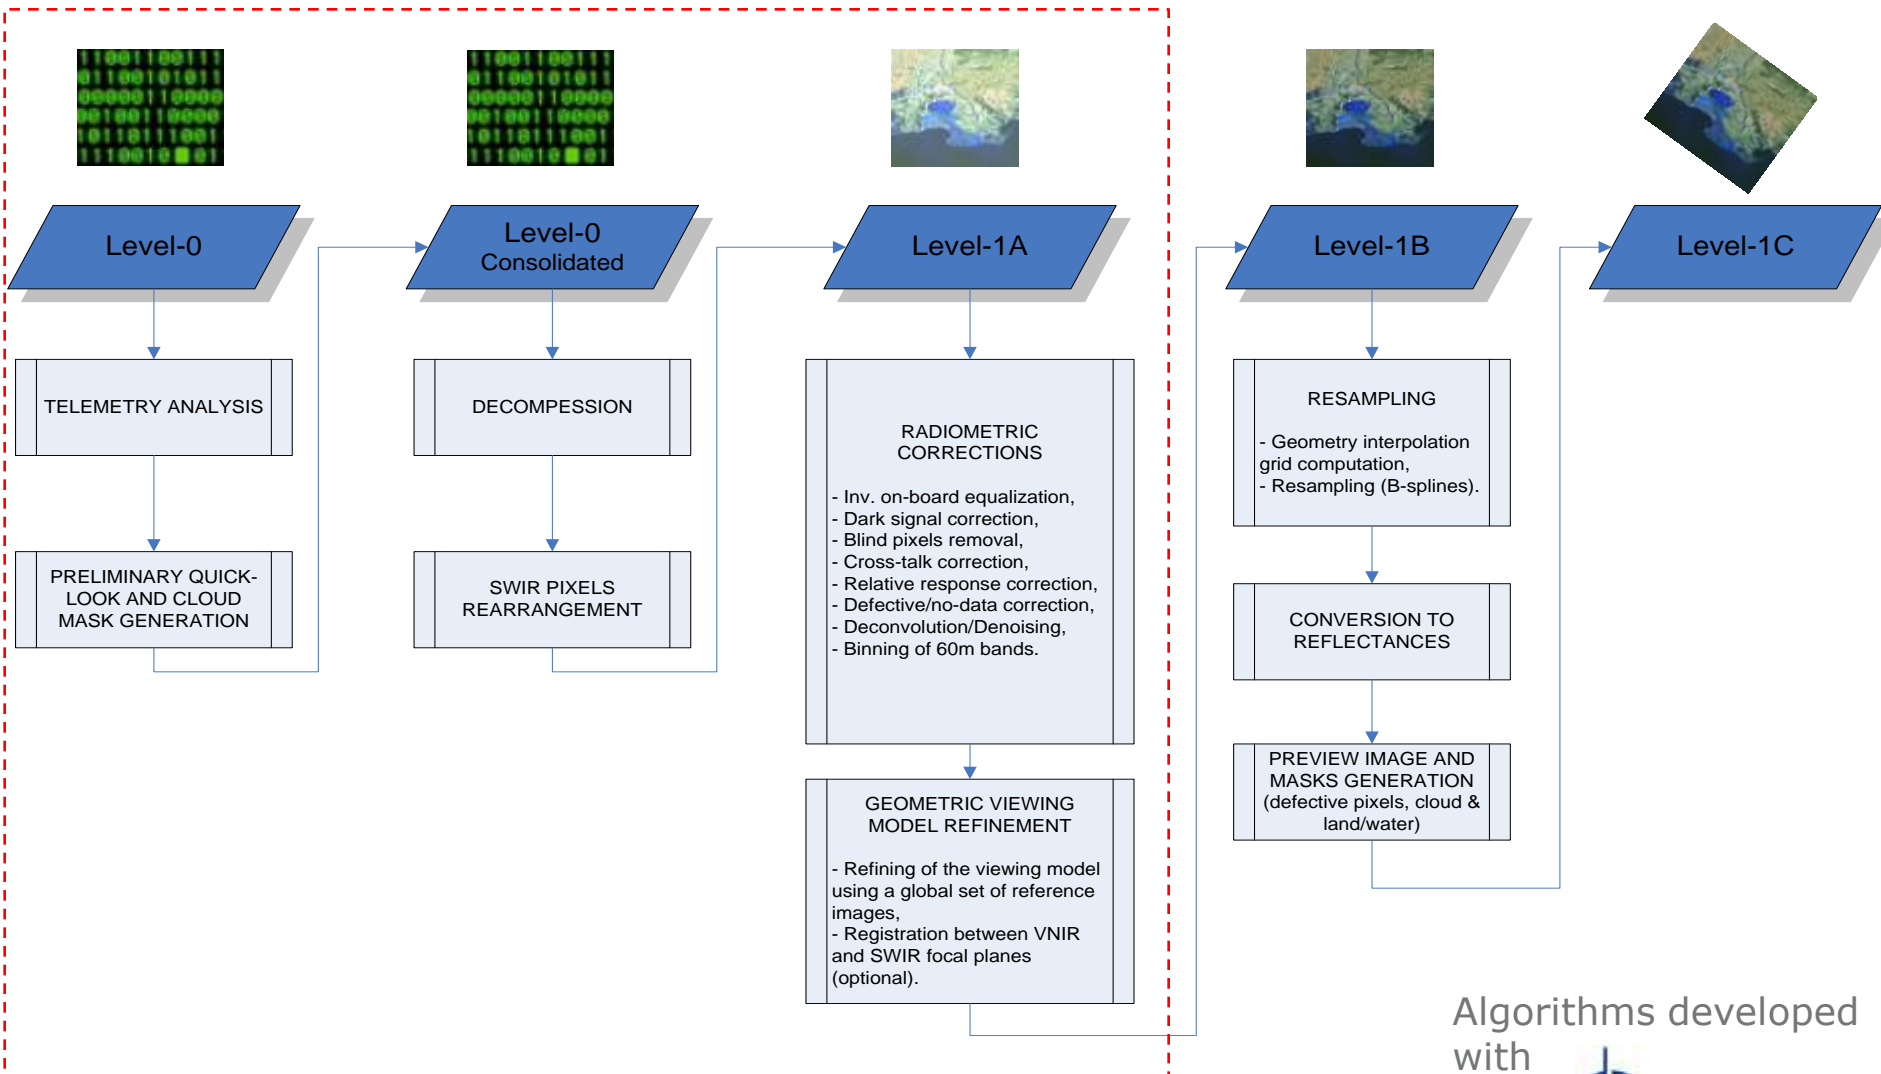 Level-0
TELEMETRY ANALYSIS
PRELIMINARY QUICK-
LOOK AND CLOUD
MASK GENERATION
Level-0
Consolidated
DECOMPESSION
SWIR PIXELS
REARRANGEMENT
Level-1A
RADIOMETRIC
CORRECTIONS
- Inv. on-board equalization,
- Dark signal correction,
- Blind pixels removal,
- Cross-talk correction,
- Relative response correction,
- Defective/no-data correction,
- Deconvolution/Denoising,
- Binning of 60m bands.
GEOMETRIC VIEWING
MODEL REFINEMENT
- Refining of the viewing model
using a global set of reference
images,
- Registration between VNIR
and SWIR focal planes
(optional).
Level-1B
RESAMPLING
- Geometry interpolation
grid computation,
- Resampling (B-splines).
CONVERSION TO
REFLECTANCES
PREVIEW IMAGE AND
MASKS GENERATION
(defective pixels, cloud &
land/water)
Level-1C
Algorithms developed
with